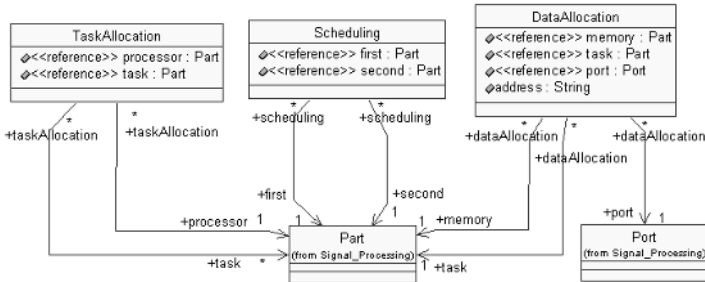 TaskAllocation
<<reference>> processor : Part
<<reference>> task : Part
Scheduling
<<reference>> first : Part
<<reference>> second : Part
DataAllocation
<<reference>> memory : Part
<<reference>> task : Part
<<reference>> port : Port
address : String
*
+taskAllocation
*
+taskAllocation
*
+scheduling
*
+scheduling
*
+dataAllocation
*
+dataAllocation
*
+dataAllocation
+first
1
+second
1
+processor
1
+task
*
+memory
1
+task
1
+port
1
Part
(from Signal_Processing)
Port
(from Signal_Processing)